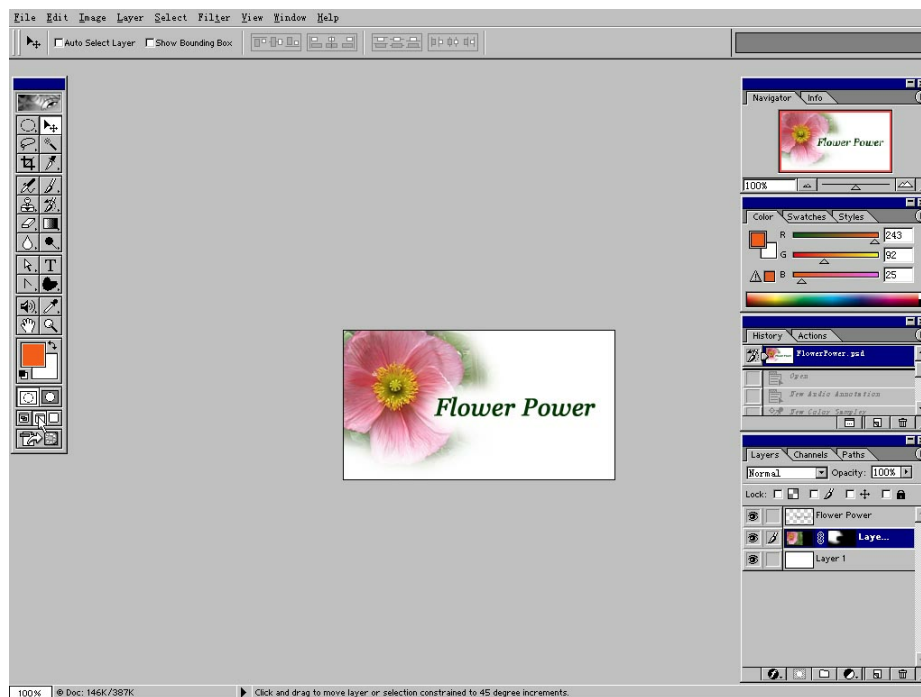 File Edit Image Layer Select Filter View Window Help
Auto Select Layer Show Bounding Box
Navigator Info
Flower Power
100%
Color Swatches Styles
R 243
G 92
B 25
History Actions
FlowerPower.psd
Open
New Audio Annotation
New Color Sampler
Flower Power
Layers Channels Paths
Normal Opacity: 100%
Lock:
Flower Power
Laye...
Layer 1
100% Doc: 146K/387K Click and drag to move layer or selection constrained to 45 degree increments.